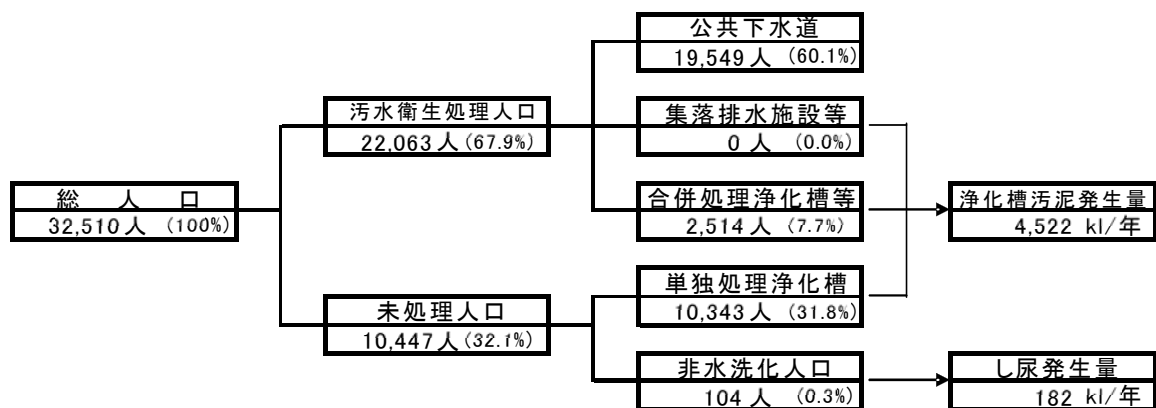 公共下水道
19,549人 (60.1%)
汚水衛生処理人口
22,063人(67.9%)
集落排水施設等
0人 (0.0%)
総人口
32,510人 (100%)
合併処理浄化槽等
2,514人 (7.7%)
浄化槽汚泥発生量
4,522 kl/年
未処理人口
10,447人(32.1%)
単独処理浄化槽
10,343人 (31.8%)
非水洗化人口
104人 (0.3%)
し尿発生量
182 kl/年